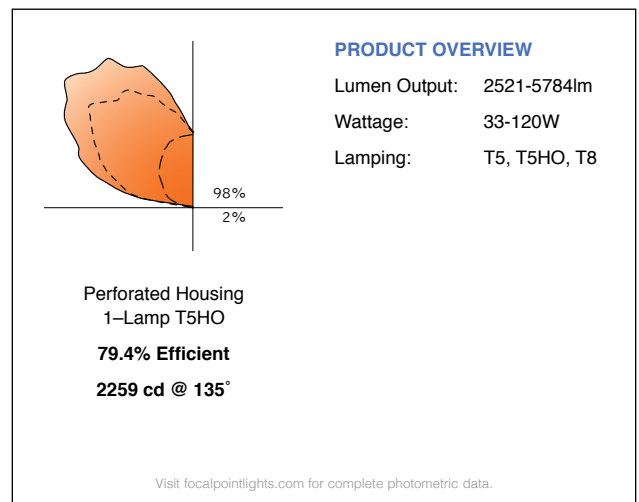 PRODUCT OVERVIEW
Lumen Output: 2521-5784lm
Wattage: 33-120W
Lamping: T5, T5HO, T8
98%
2%
Perforated Housing
1–Lamp T5HO
79.4% Efficient
2259 cd @ 135˚
Visit focalpointlights.com for complete photometric data.